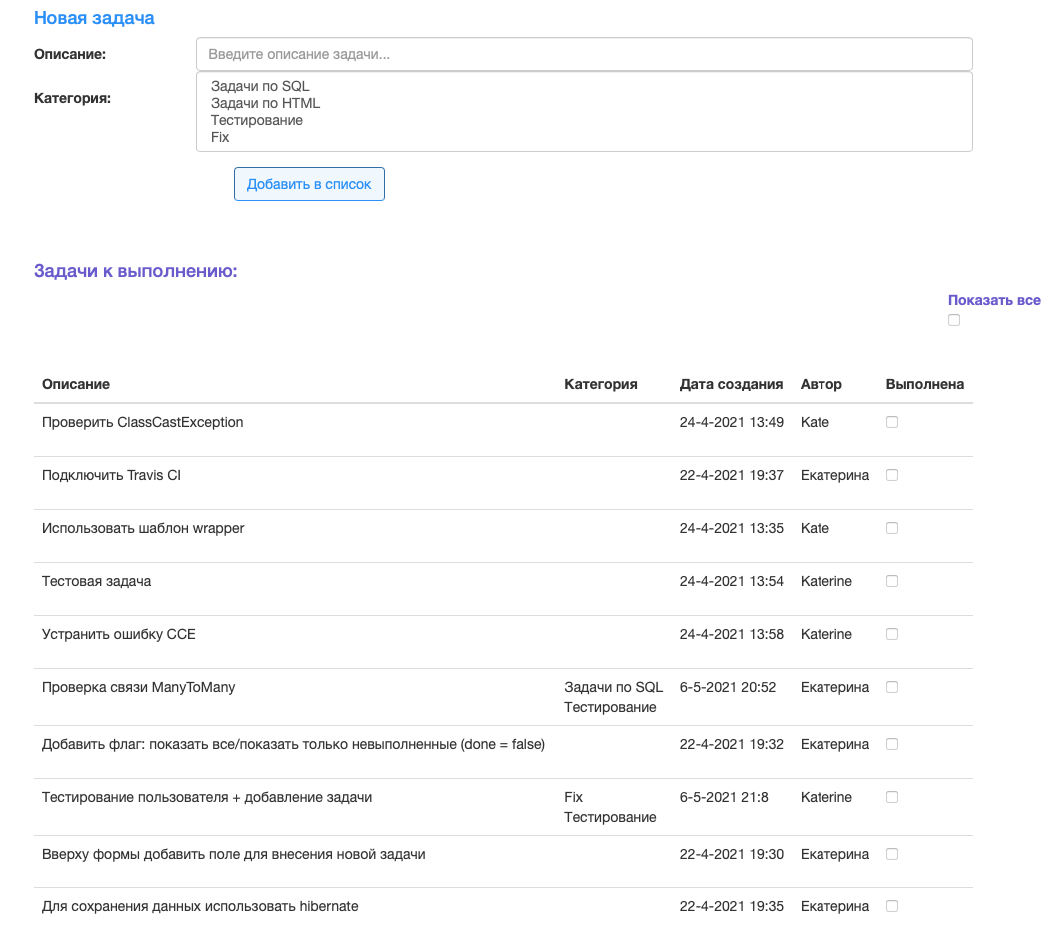 Новая задача
Описание:
Введите описание задачи...
Категория:
Задачи по SQL
Задачи по HTML
Тестирование
Fix
Добавить в список
Задачи к выполнению:
Показать все
Описание Категория Дата создания Автор Выполнена
Проверить ClassCastException 24-4-2021 13:49 Kate
Подключить Travis CI 22-4-2021 19:37 Екатерина
Использовать шаблон wrapper 24-4-2021 13:35 Kate
Тестовая задача 24-4-2021 13:54 Katerine
Устранить ошибку CCE 24-4-2021 13:58 Katerine
Проверка связи ManyToMany Задачи по SQL 6-5-2021 20:52 Екатерина
Тестирование
Добавить флаг: показать все/показать только невыполненные (done = false) 22-4-2021 19:32 Екатерина
Тестирование пользователя + добавление задачи Fix 6-5-2021 21:8 Katerine
Тестирование
Вверху формы добавить поле для внесения новой задачи 22-4-2021 19:30 Екатерина
Для сохранения данных использовать hibernate 22-4-2021 19:35 Екатерина